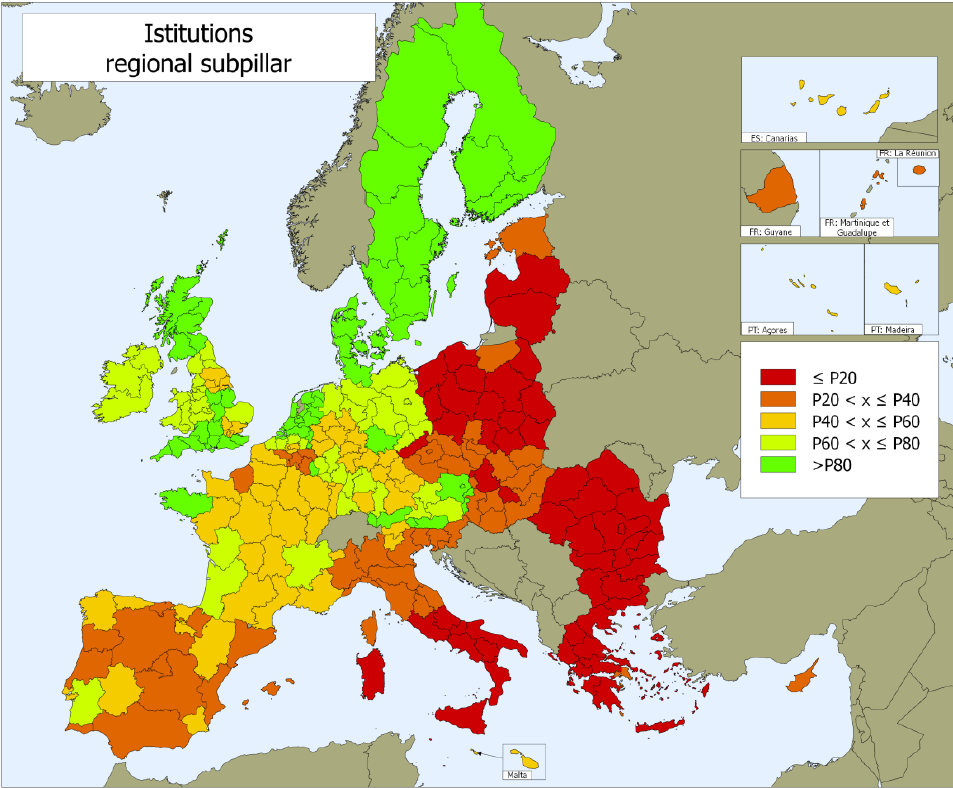 Istitutions
regional subpillar
ES: Canarias
FR: La Réunion
FR: Guyane
FR: Martinique et
Guadalupe
PT: Açores
PT: Madeira
≤ P20
P20 < x ≤ P40
P40 < x ≤ P60
P60 < x ≤ P80
>P80
Malta